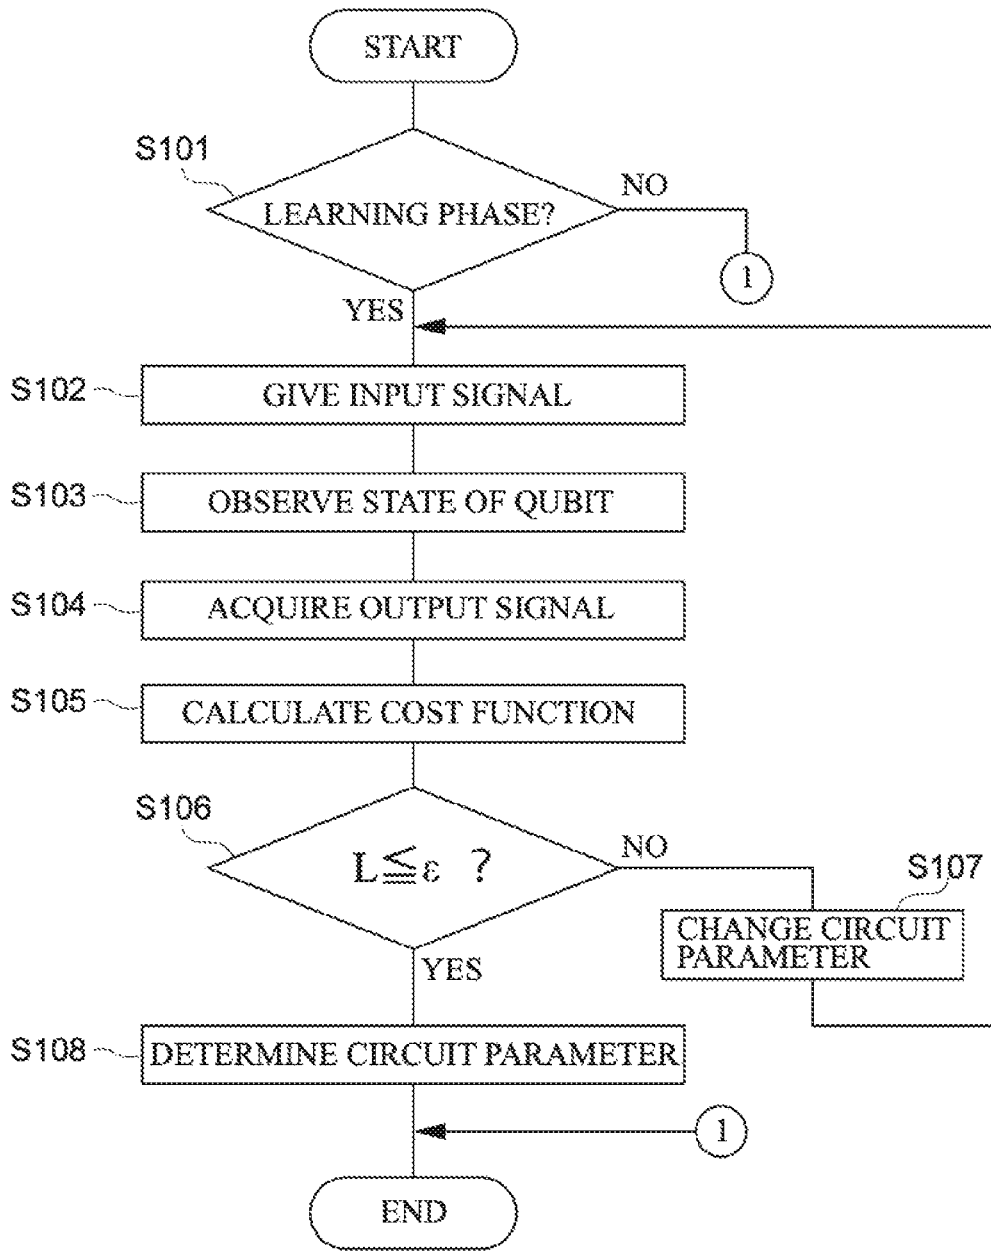 START
S101
LEARNING PHASE?
NO
1
YES
S102
GIVE INPUT SIGNAL
S103
OBSERVE STATE OF QUBIT
S104
ACQUIRE OUTPUT SIGNAL
S105
CALCULATE COST FUNCTION
S106
L≦ε ?
NO
S107
CHANGE CIRCUIT
PARAMETER
YES
S108
DETERMINE CIRCUIT PARAMETER
1
END